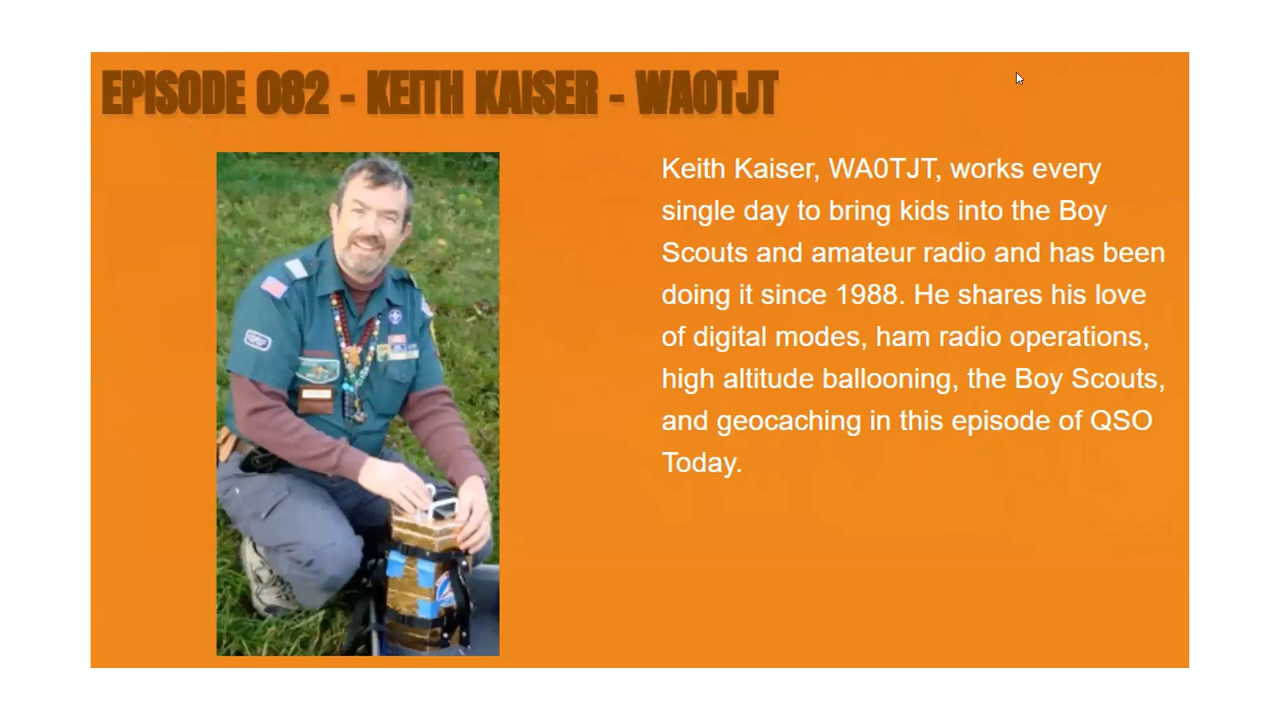 EPISODE 082 - KEITH KAISER - WA0TJT
Keith Kaiser, WA0TJT, works every
single day to bring kids into the Boy
Scouts and amateur radio and has been
doing it since 1988. He shares his love
of digital modes, ham radio operations,
high altitude ballooning, the Boy Scouts,
and geocaching in this episode of QSO
Today.